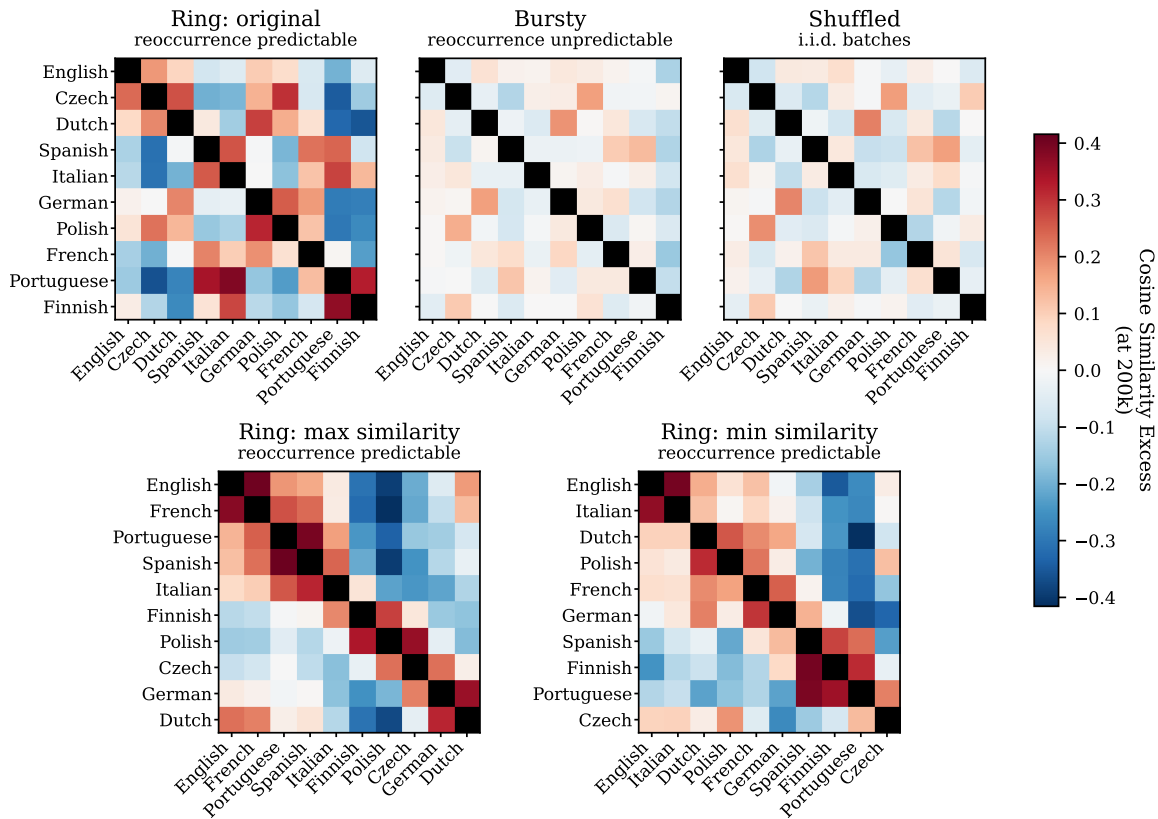 Ring: original
reoccurrence predictable
Bursty
reoccurrence unpredictable
Shuffled
i.i.d. batches
English
Czech
Dutch
Spanish
Italian
German
Polish
French
Portuguese
Finnish
English
Czech
Dutch
Spanish
Italian
German
Polish
French
Portuguese
Finnish
English
Czech
Dutch
Spanish
Italian
German
Polish
French
Portuguese
Finnish
English
Czech
Dutch
Spanish
Italian
German
Polish
French
Portuguese
Finnish
Ring: max similarity
reoccurrence predictable
English
French
Portuguese
Spanish
Italian
Finnish
Polish
Czech
German
Dutch
English
French
Portuguese
Spanish
Italian
Finnish
Polish
Czech
German
Dutch
Ring: min similarity
reoccurrence predictable
English
Italian
Dutch
Polish
French
German
Spanish
Finnish
Portuguese
Czech
English
Italian
Dutch
Polish
French
German
Spanish
Finnish
Portuguese
Czech
0.4
0.3
0.2
0.1
0.0
−0.1
−0.2
−0.3
−0.4
Cosine Similarity Excess
(at 200k)